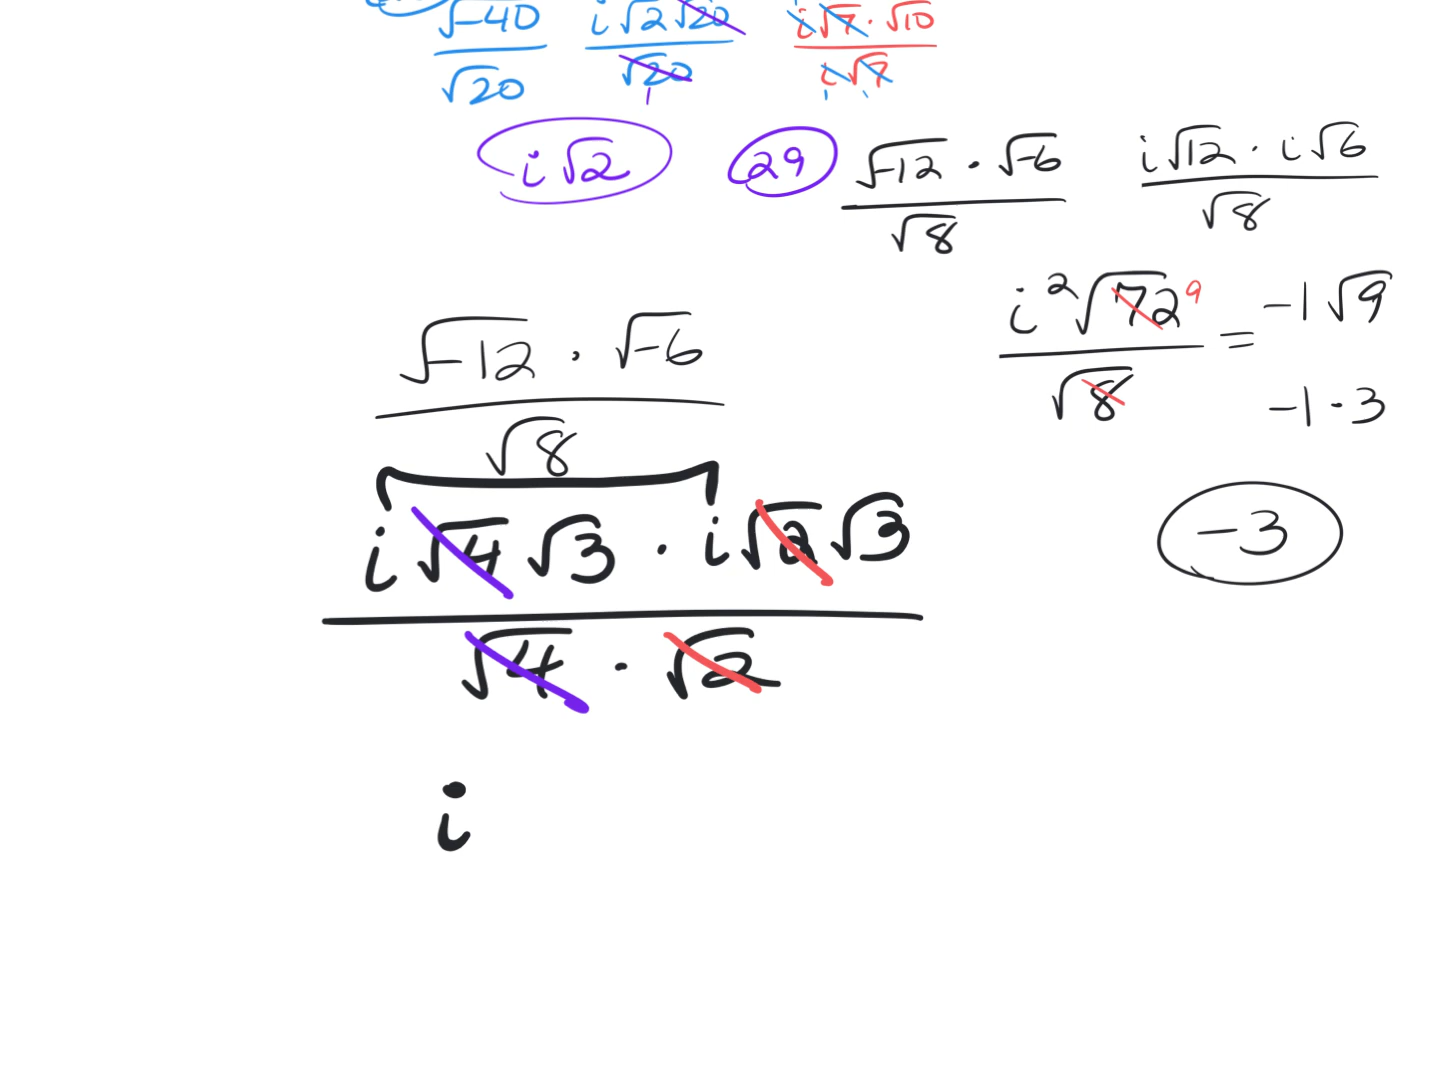 √-40 / √20   i√2√20 / √20   i√7 · √10 / i√7
1
i√2
29   √-12 · √-6 / √8   i√12 · i√6 / √8
i²√72 9 / √8 = -1√9
-1 · 3
-3
√-12 · √-6 / √8
i√4√3 · i√2√3 / √4 · √2
i